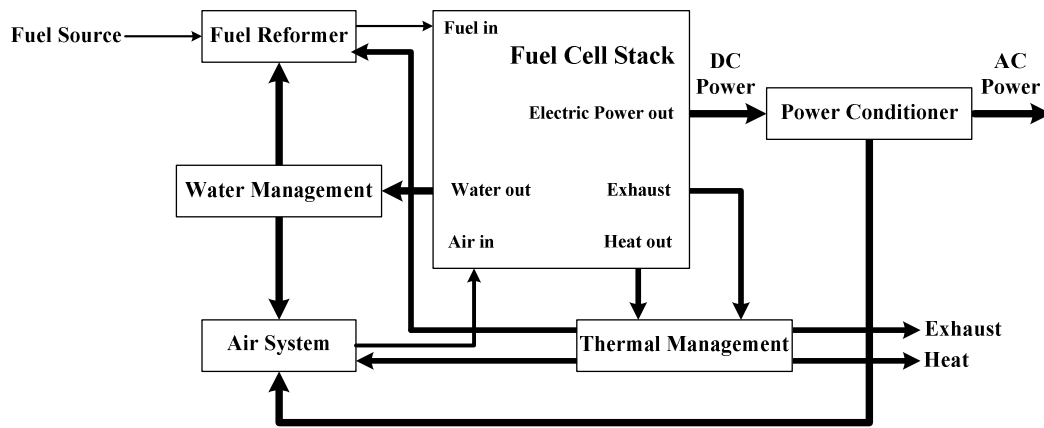 Fuel Source
Fuel Reformer
Fuel in
Fuel Cell Stack
DC
Power
AC
Power
Electric Power out
Power Conditioner
Water Management
Water out
Exhaust
Air in
Heat out
Air System
Thermal Management
Exhaust
Heat